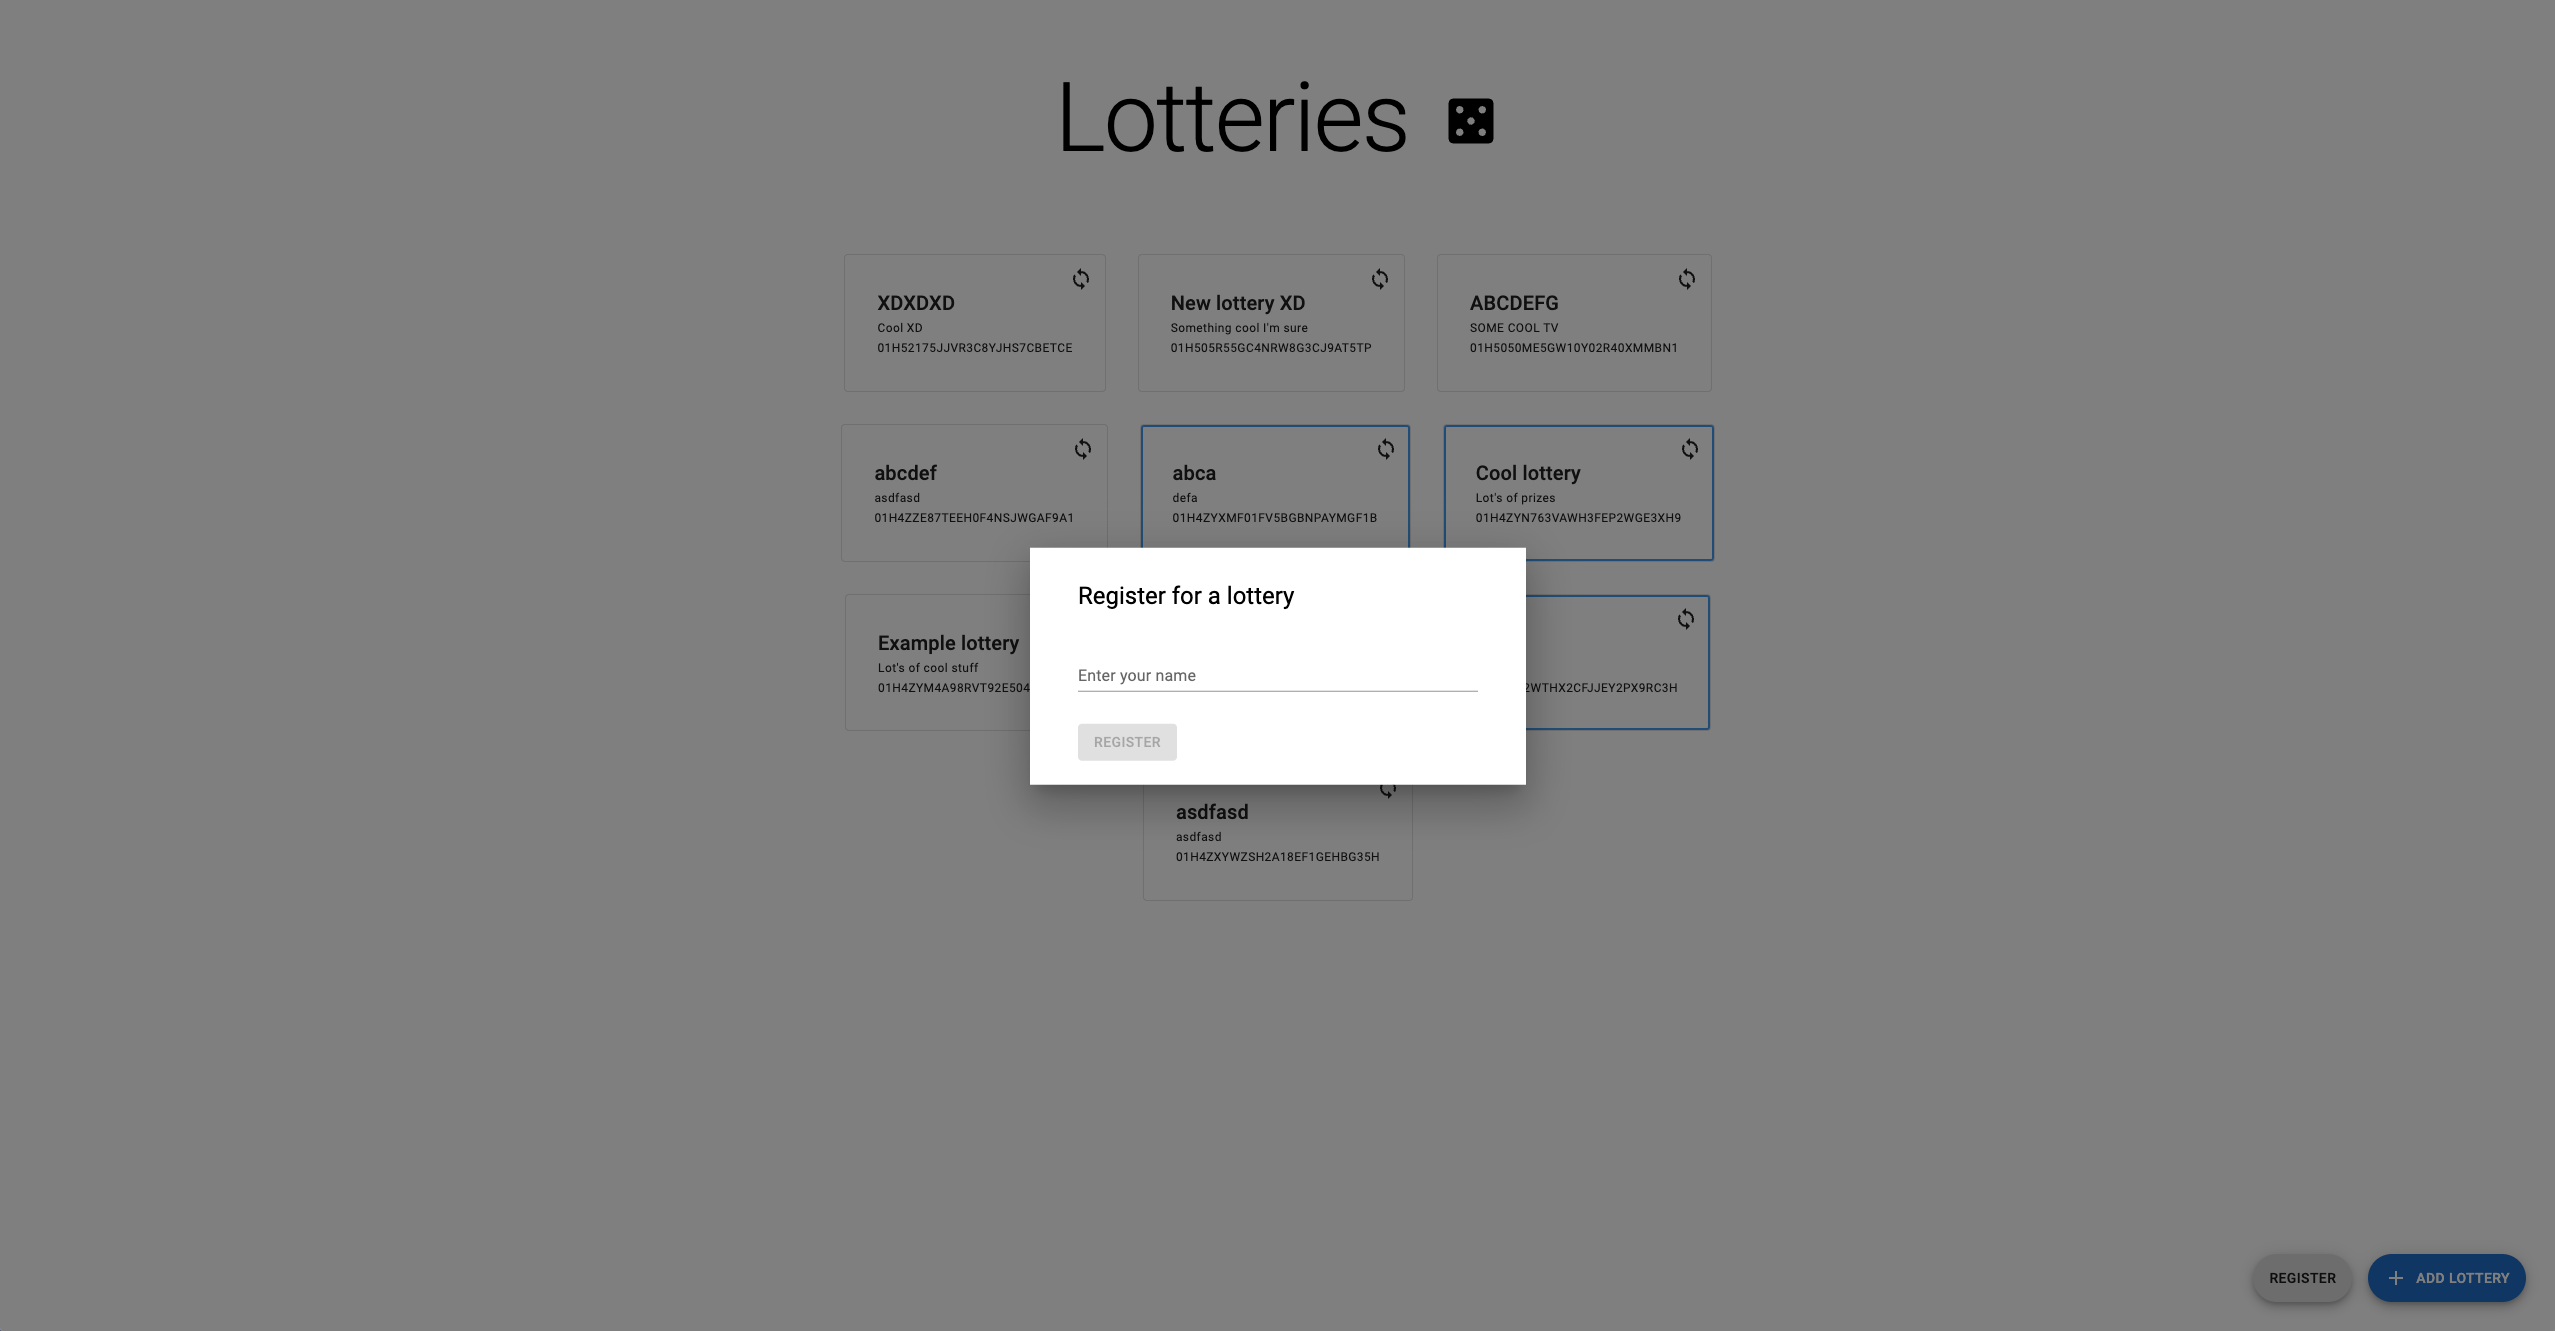 Lotteries
XDXDXD
Cool XD
01H52175JJVR3C8YJHS7CBETCE
New lottery XD
Something cool I'm sure
01H505R55GC4NRW8G3CJ9AT5TP
ABCDEFG
SOME COOL TV
01H5050ME5GW10Y02R40XMMBN1
abcdef
asdfasd
01H4ZZE87TEEH0F4NSJWGAF9A1
abca
defa
01H4ZYXMF01FV5BGBNPAYMGF1B
Cool lottery
Lot's of prizes
01H4ZYN763VAWH3FEP2WGE3XH9
Example lottery
Lot's of cool stuff
01H4ZYM4A98RVT92E504
2WTHX2CFJJEY2PX9RC3H
Register for a lottery
Enter your name
REGISTER
asdfasd
asdfasd
01H4ZXYWZSH2A18EF1GEHBG35H
REGISTER
ADD LOTTERY